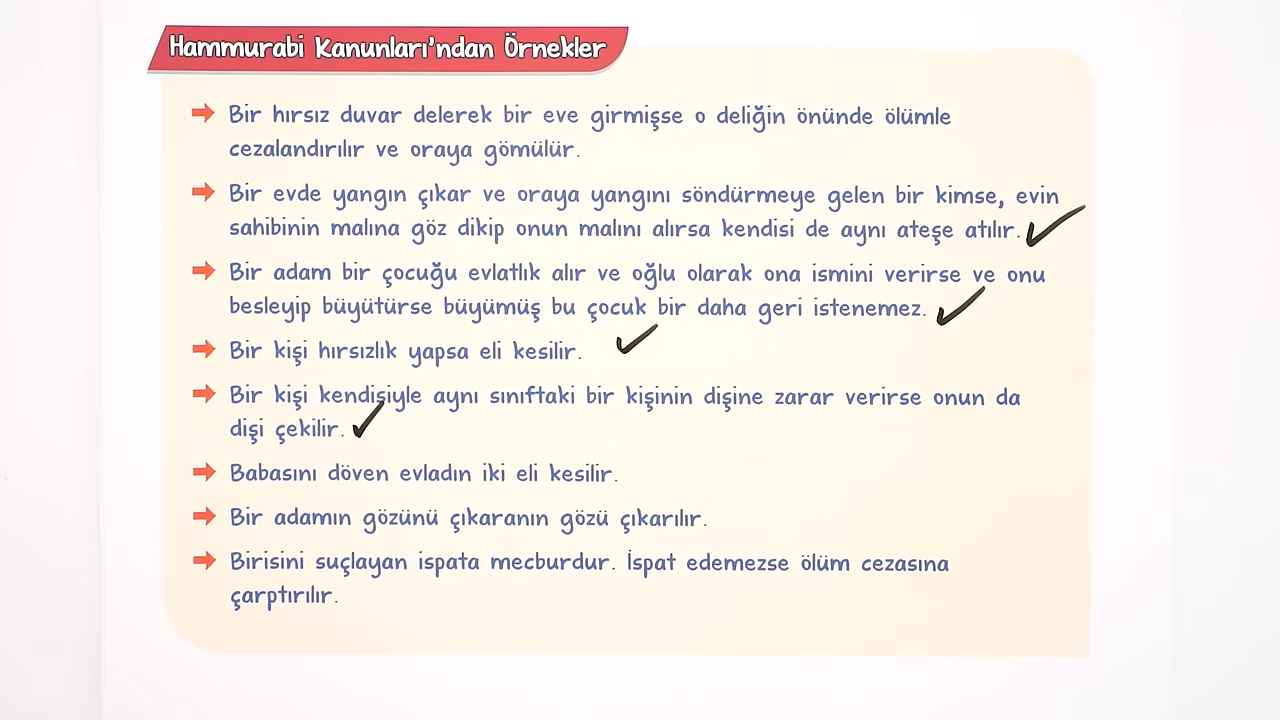 Hammurabi Kanunları'ndan Örnekler
Bir hırsız duvar delerek bir eve girmişse o deliğin önünde ölümle
cezalandırılır ve oraya gömülür.
Bir evde yangın çıkar ve oraya yangını söndürmeye gelen bir kimse, evin
sahibinin malına göz dikip onun malını alırsa kendisi de aynı ateşe atılır.
Bir adam bir çocuğu evlatlık alır ve oğlu olarak ona ismini verirse ve onu
besleyip büyütürse büyümüş bu çocuk bir daha geri istenemez.
Bir kişi hırsızlık yapsa eli kesilir.
Bir kişi kendisiyle aynı sınıftaki bir kişinin dişine zarar verirse onun da
dişi çekilir.
Babasını döven evladın iki eli kesilir.
Bir adamın gözünü çıkaranın gözü çıkarılır.
Birisini suçlayan ispata mecburdur. İspat edemezse ölüm cezasına
çarptırılır.